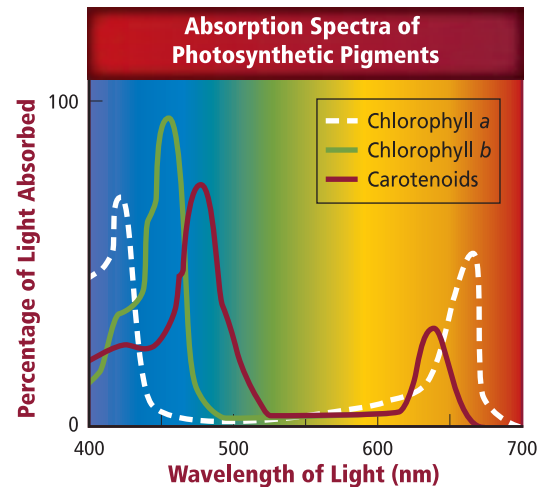 Absorption Spectra of
Photosynthetic Pigments
Percentage of Light Absorbed
100
0
Chlorophyll a
Chlorophyll b
Carotenoids
400
500
600
700
Wavelength of Light (nm)